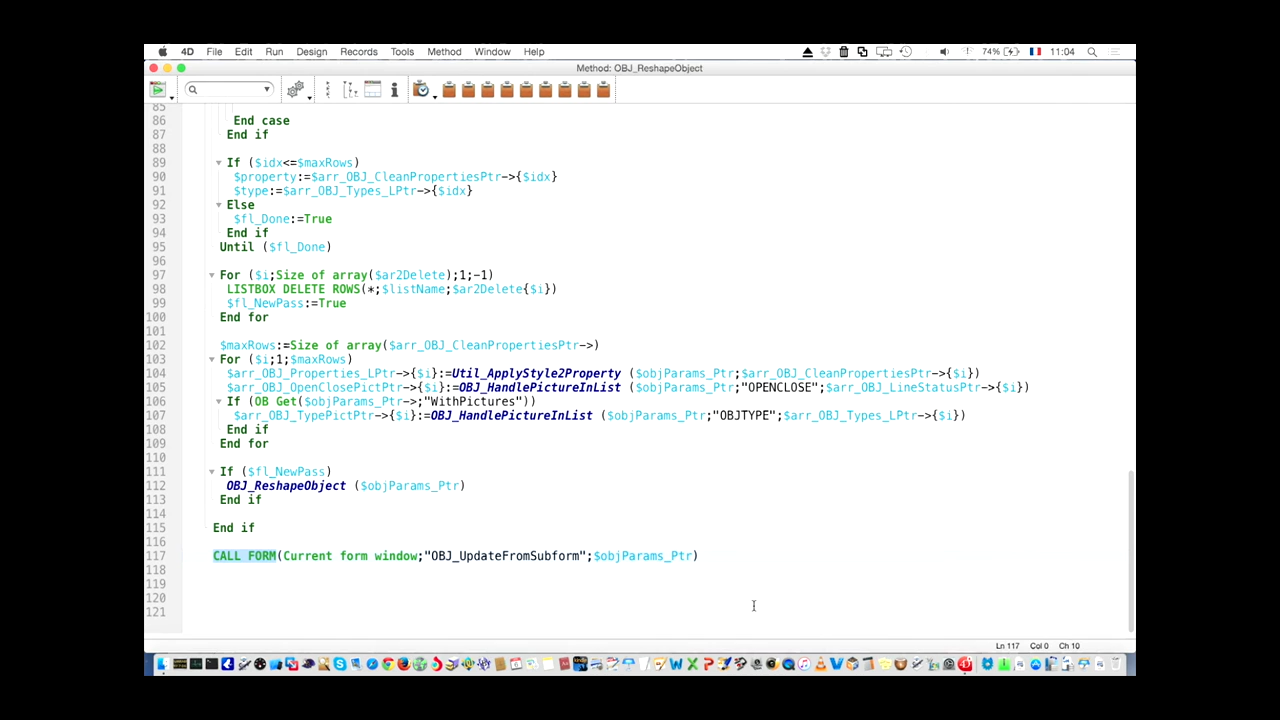 4D File Edit Run Design Records Tools Method Window Help 74% 11:04
Method: OBJ_ReshapeObject
85
86 End case
87 End if
88
89 If ($idx<=$maxRows)
90 $property:=$arr_OBJ_CleanPropertiesPtr->{$idx}
91 $type:=$arr_OBJ_Types_LPtr->{$idx}
92 Else
93 $fl_Done:=True
94 End if
95 Until ($fl_Done)
96
97 For ($i;Size of array($ar2Delete);1;-1)
98 LISTBOX DELETE ROWS(*;$listName;$ar2Delete{$i})
99 $fl_NewPass:=True
100 End for
101
102 $maxRows:=Size of array($arr_OBJ_CleanPropertiesPtr->)
103 For ($i;1;$maxRows)
104 $arr_OBJ_Properties_LPtr->{$i}:=Util_ApplyStyle2Property ($objParams_Ptr;$arr_OBJ_CleanPropertiesPtr->{$i})
105 $arr_OBJ_OpenClosePictPtr->{$i}:=OBJ_HandlePictureInList ($objParams_Ptr;"OPENCLOSE";$arr_OBJ_LineStatusPtr->{$i})
106 If (OB Get($objParams_Ptr->;"WithPictures"))
107 $arr_OBJ_TypePictPtr->{$i}:=OBJ_HandlePictureInList ($objParams_Ptr;"OBJTYPE";$arr_OBJ_Types_LPtr->{$i})
108 End if
109 End for
110
111 If ($fl_NewPass)
112 OBJ_ReshapeObject ($objParams_Ptr)
113 End if
114
115 End if
116
117 CALL FORM(Current form window;"OBJ_UpdateFromSubform";$objParams_Ptr)
118
119
120
121
Ln 117 Col 0 Ch 10